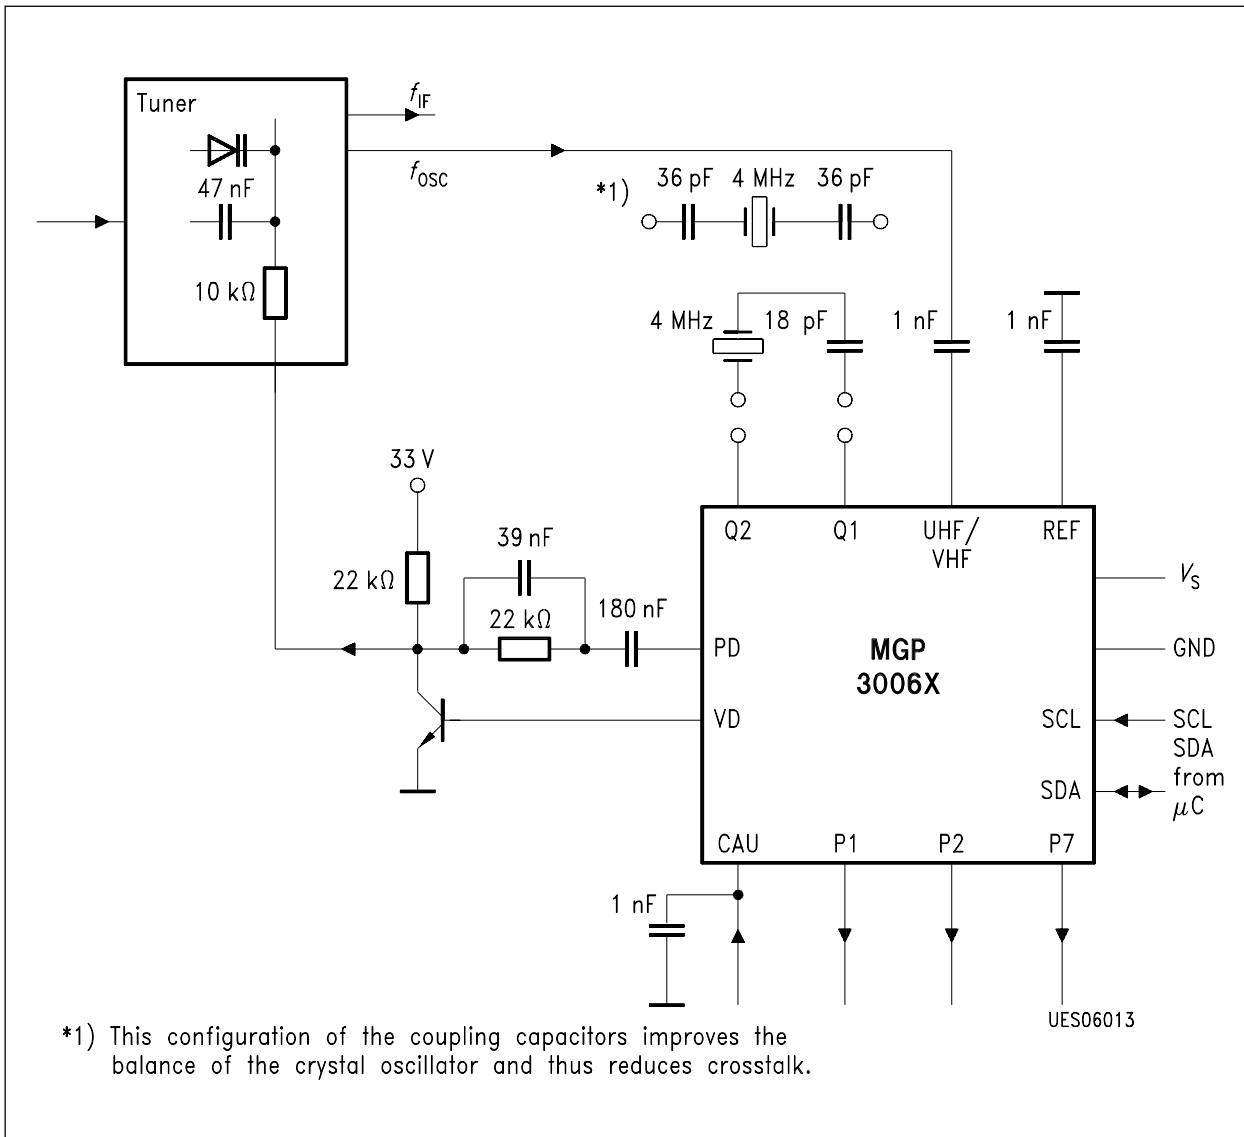 Tuner
f_IF
f_OSC
47 nF
10 kΩ
*1)
36 pF 4 MHz 36 pF
4 MHz 18 pF 1 nF 1 nF
33 V
22 kΩ
39 nF
22 kΩ
180 nF
Q2 Q1 UHF/ REF
VHF
PD
VD
MGP
3006X
V_S
GND
SCL SCL
SDA
SDA from
μC
CAU P1 P2 P7
1 nF
UES06013
*1) This configuration of the coupling capacitors improves the
balance of the crystal oscillator and thus reduces crosstalk.